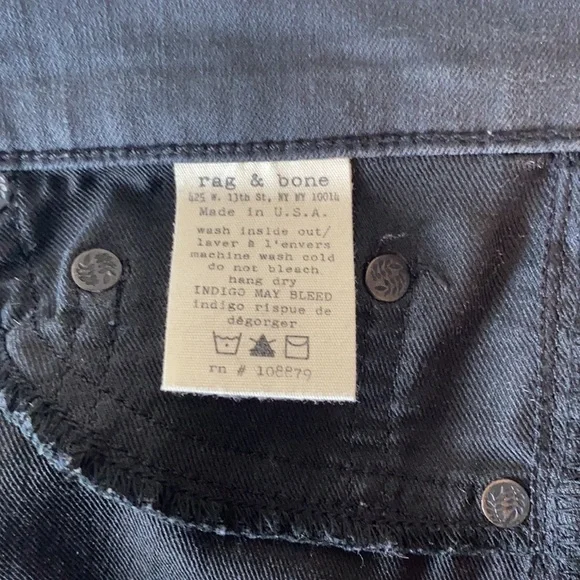 rag & bone
425 W. 13th St, NY NY 10014
Made in U.S.A.
wash inside out/
laver à l'envers
machine wash cold
do not bleach
hang dry
INDIGO MAY BLEED
indigo risque de
dégorger
rn # 108879